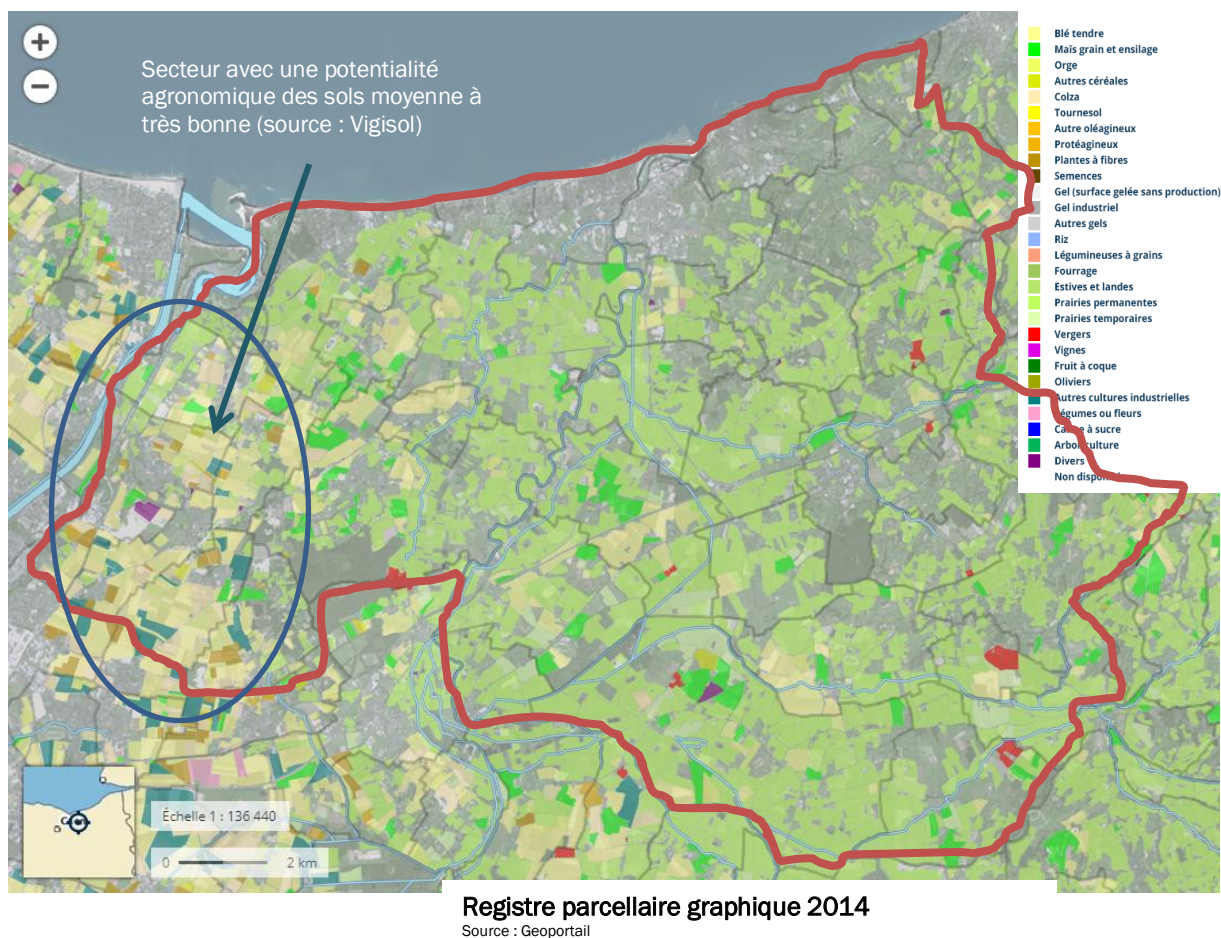 +
−
Secteur avec une potentialité
agronomique des sols moyenne à
très bonne (source : Vigisol)
Blé tendre
Maïs grain et ensilage
Orge
Autres céréales
Colza
Tournesol
Autre oléagineux
Protéagineux
Plantes à fibres
Semences
Gel (surface gelée sans production)
Gel industriel
Autres gels
Riz
Légumineuses à grains
Fourrage
Estives et landes
Prairies permanentes
Prairies temporaires
Vergers
Vignes
Fruit à coque
Oliviers
Autres cultures industrielles
Légumes ou fleurs
à sucre
Divers
Non
Échelle 1 : 136 440
0 2 km
Registre parcellaire graphique 2014
Source : Geoportail